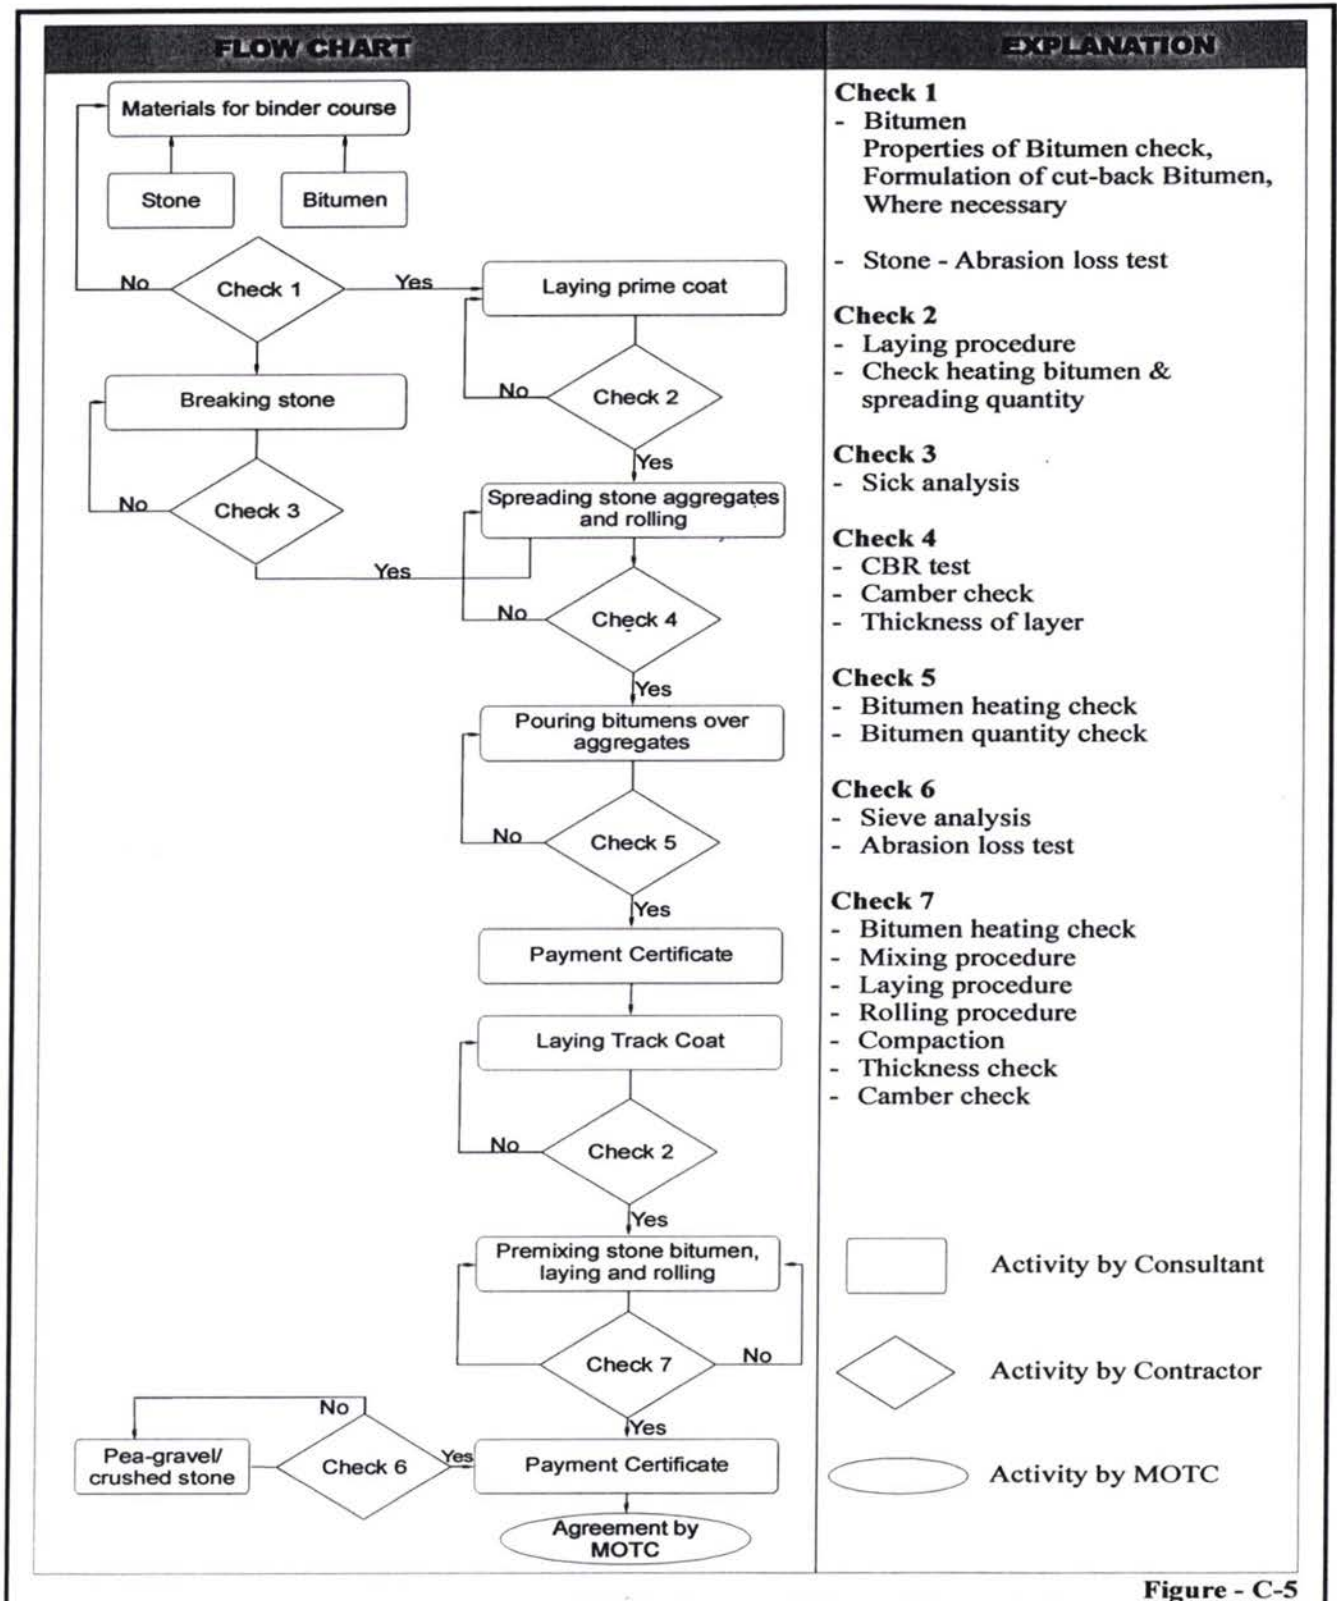 FLOW CHART
EXPLANATION
Materials for binder course
Stone
Bitumen
No
Check 1
Yes
Laying prime coat
Breaking stone
No
Check 2
Yes
No
Check 3
Yes
Spreading stone aggregates
and rolling
No
Check 4
Yes
Pouring bitumens over
aggregates
No
Check 5
Yes
Payment Certificate
Laying Track Coat
No
Check 2
Yes
Premixing stone bitumen,
laying and rolling
Check 7
No
Yes
No
Pea-gravel/
crushed stone
Check 6
Yes
Payment Certificate
Agreement by
MOTC
Check 1
- Bitumen
Properties of Bitumen check,
Formulation of cut-back Bitumen,
Where necessary
- Stone - Abrasion loss test
Check 2
- Laying procedure
- Check heating bitumen &
spreading quantity
Check 3
- Sick analysis
Check 4
- CBR test
- Camber check
- Thickness of layer
Check 5
- Bitumen heating check
- Bitumen quantity check
Check 6
- Sieve analysis
- Abrasion loss test
Check 7
- Bitumen heating check
- Mixing procedure
- Laying procedure
- Rolling procedure
- Compaction
- Thickness check
- Camber check
Activity by Consultant
Activity by Contractor
Activity by MOTC
Figure - C-5